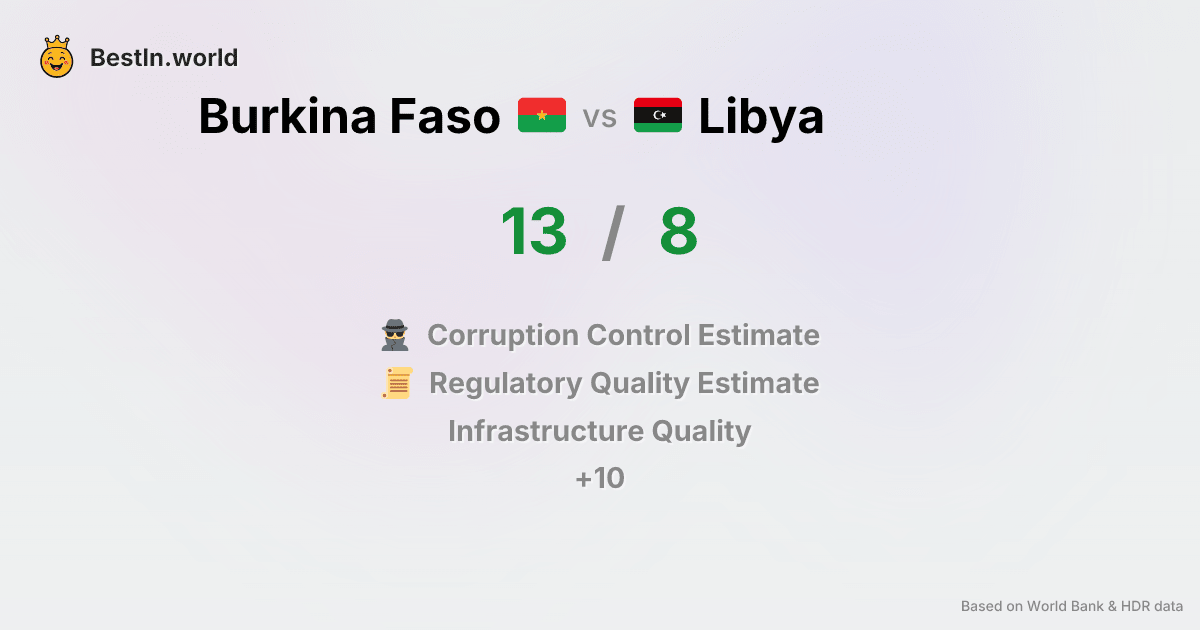 BestIn.world
Burkina Faso vs Libya
13 / 8
Corruption Control Estimate
Regulatory Quality Estimate
Infrastructure Quality
+10
Based on World Bank & HDR data